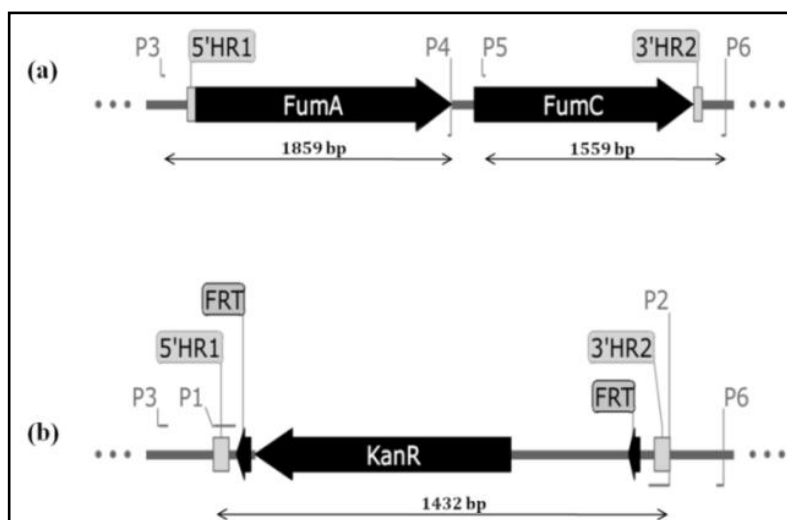 P3 5'HR1 P4 P5 3'HR2 P6
(a)
FumA FumC
1859 bp 1559 bp
FRT P2
5'HR1 3'HR2
P3 P1 FRT P6
(b)
KanR
1432 bp